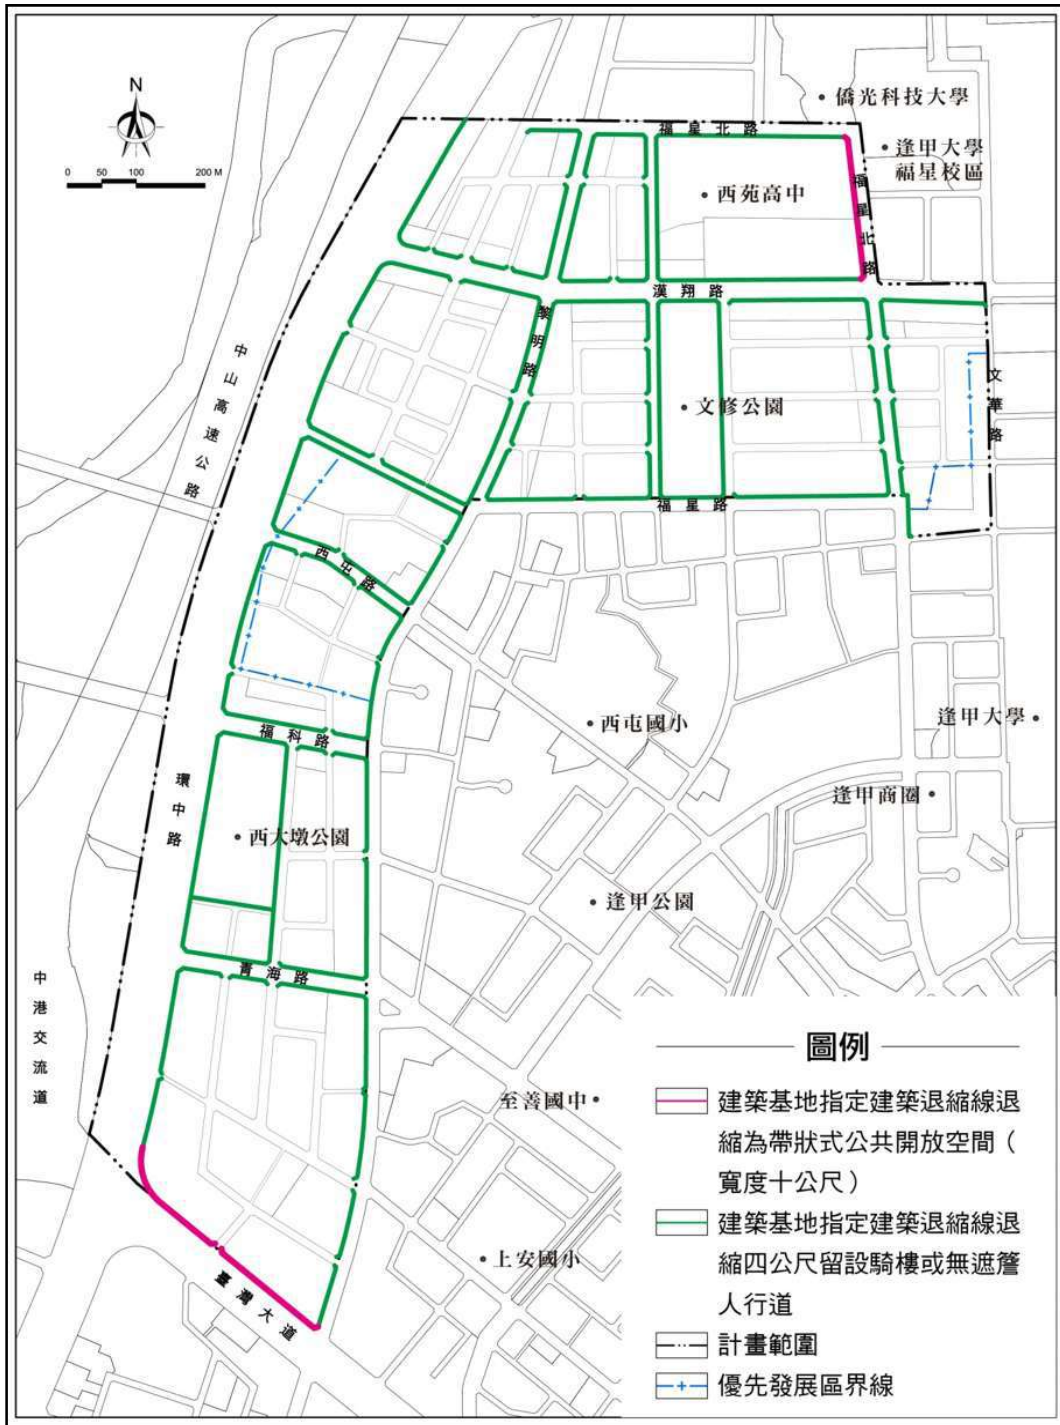 N
0 50 100 200 M
僑光科技大學
福星北路
逢甲大學
福星校區
西苑高中
福星北路
漢翔路
黎明路
中山高速公路
文華路
文修公園
福星路
西屯路
西屯國小
逢甲大學
福科路
環中路
逢甲商圈
西大墩公園
逢甲公園
青海路
中港交流道
至善國中
上安國小
臺灣大道
圖例
建築基地指定建築退縮線退
縮為帶狀式公共開放空間（
寬度十公尺）
建築基地指定建築退縮線退
縮四公尺留設騎樓或無遮簷
人行道
計畫範圍
優先發展區界線